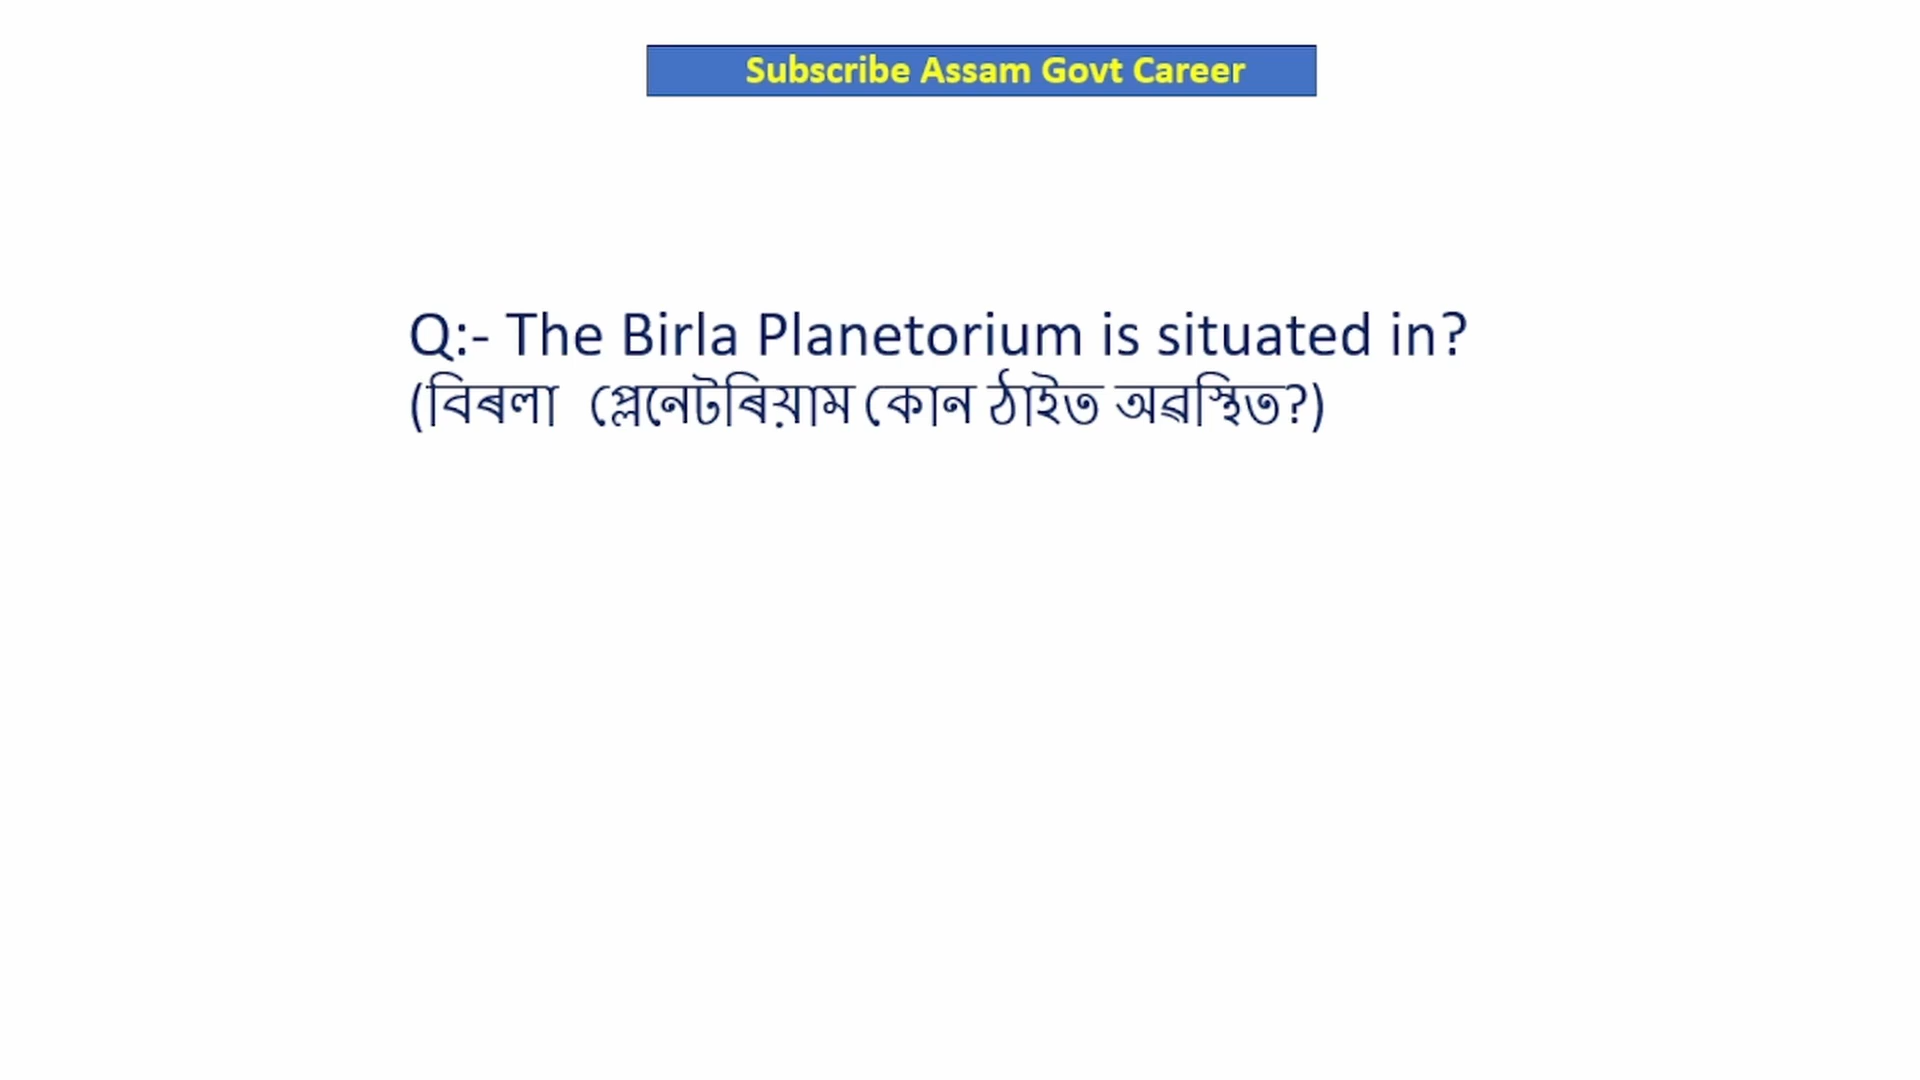 Subscribe Assam Govt Career
Q:- The Birla Planetorium is situated in?
(বিৰলা প্লেনেটৰিয়াম কোন ঠাইত অৱস্থিত?)